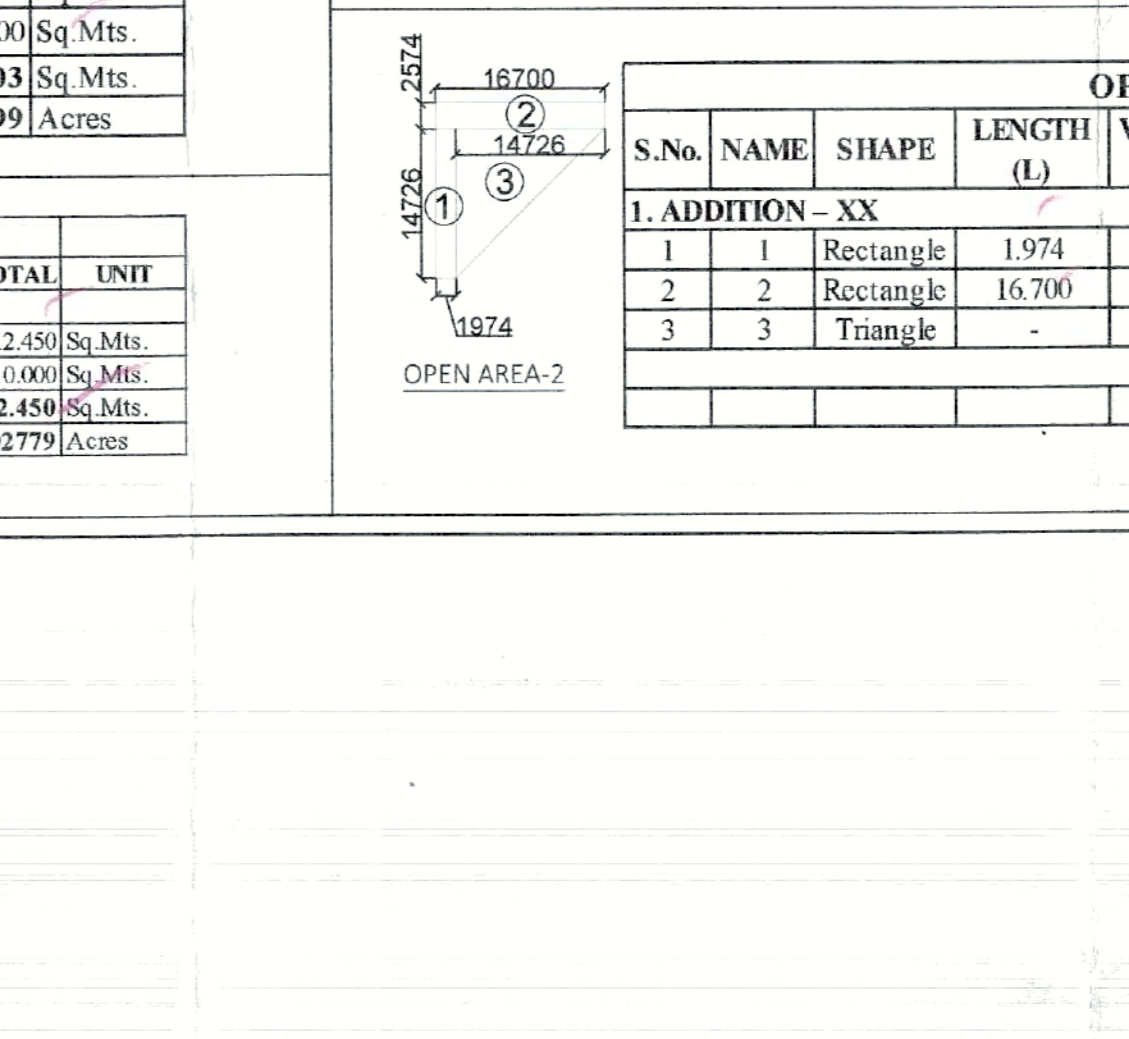 00 Sq.Mts.
03 Sq.Mts.
99 Acres
OTAL UNIT
2.450 Sq.Mts.
0.000 Sq.Mts.
2.450 Sq.Mts.
2779 Acres
2574
16700
2
14726
3
14726
1
1974
OPEN AREA-2
S.No. NAME SHAPE LENGTH
(L)
1. ADDITION – XX
1 1 Rectangle 1.974
2 2 Rectangle 16.700
3 3 Triangle -